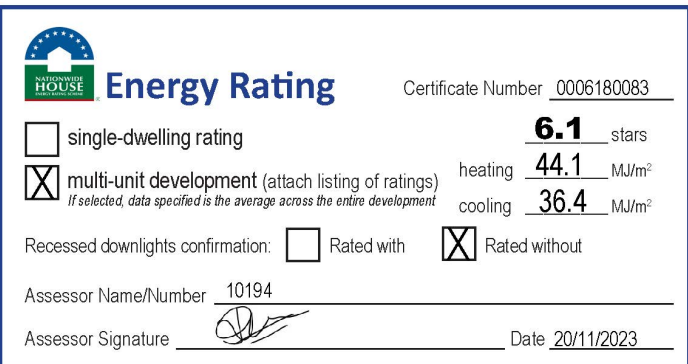 NATIONWIDE
HOUSE
ENERGY RATING SCHEME
Energy Rating
Certificate Number 0006180083
single-dwelling rating
6.1 stars
X multi-unit development (attach listing of ratings)
If selected, data specified is the average across the entire development
heating 44.1 MJ/m²
cooling 36.4 MJ/m²
Recessed downlights confirmation: Rated with X Rated without
Assessor Name/Number 10194
Assessor Signature
Date 20/11/2023